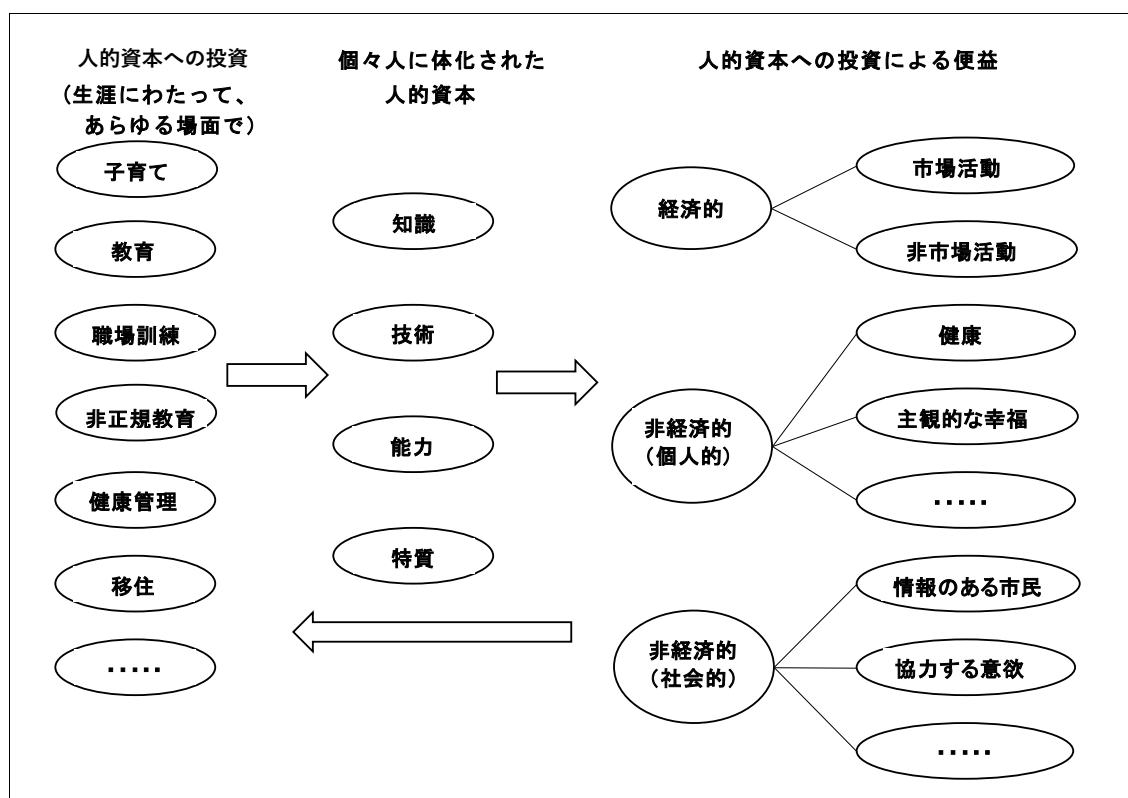 人的資本への投資
（生涯にわたって、
あらゆる場面で）
子育て
教育
職場訓練
非正規教育
健康管理
移住
・・・・・
個々人に体化された
人的資本
知識
技術
能力
特質
人的資本への投資による便益
経済的
市場活動
非市場活動
非経済的
（個人的）
健康
主観的な幸福
・・・・・
非経済的
（社会的）
情報のある市民
協力する意欲
・・・・・